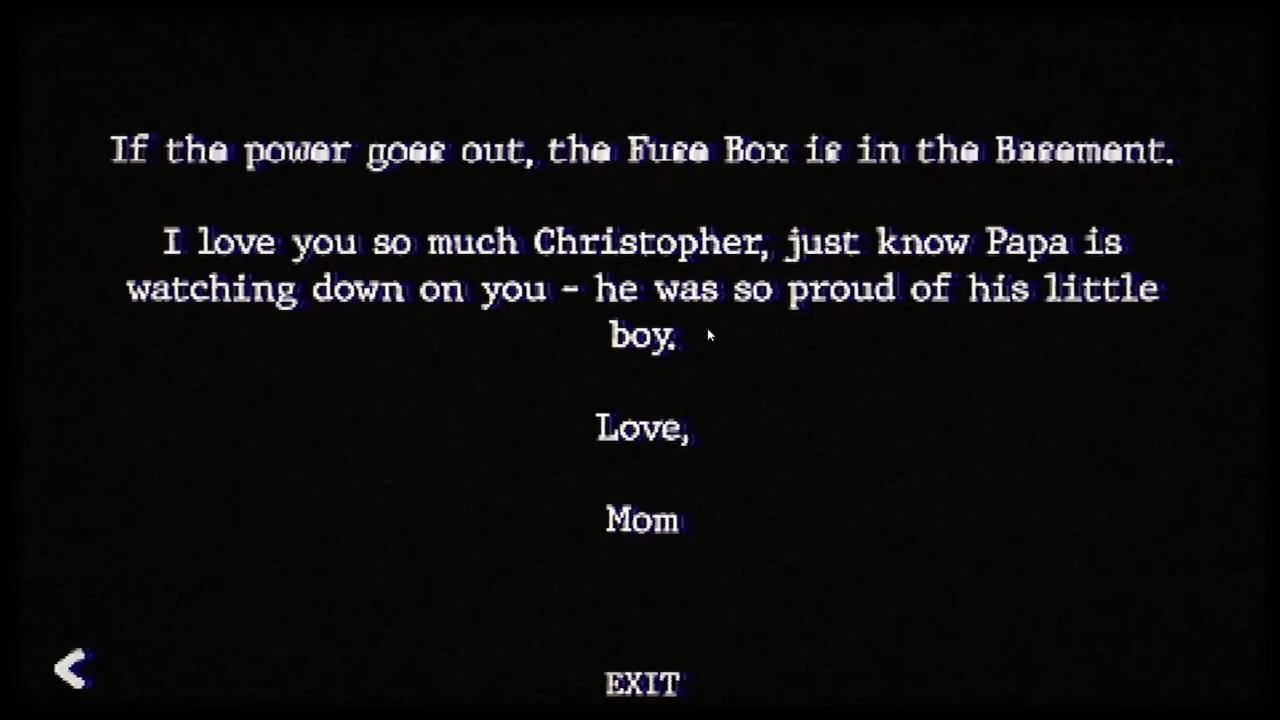 If the power goes out, the Fuse Box is in the Basement.
I love you so much Christopher, just know Papa is
watching down on you - he was so proud of his little
boy.
Love,
Mom
<
EXIT